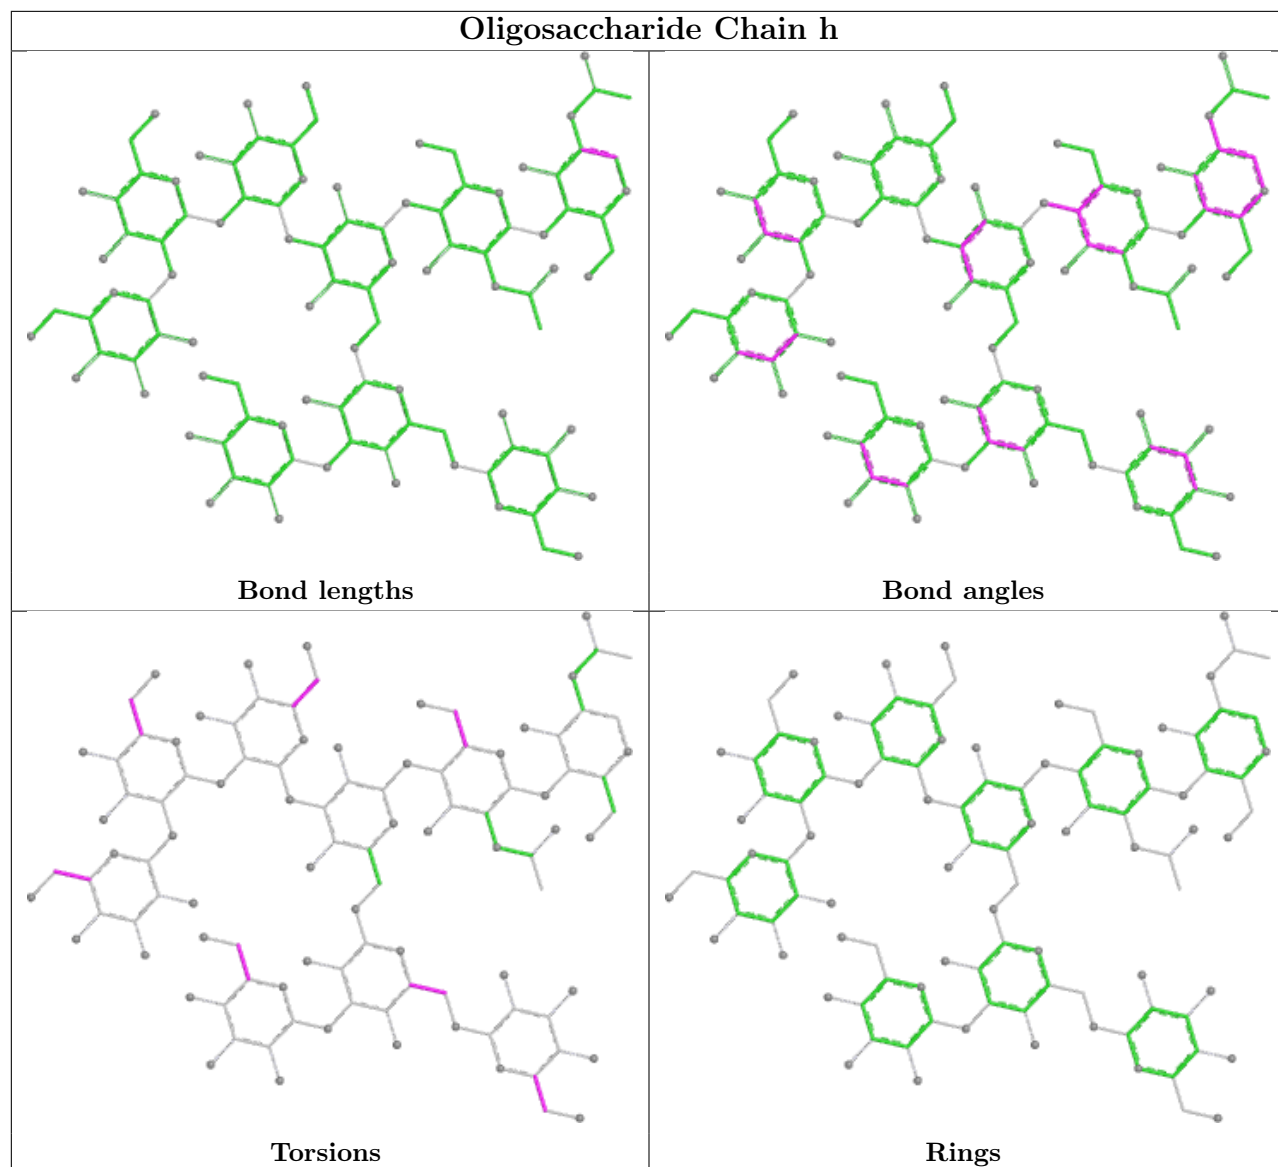 Oligosaccharide Chain h
Bond lengths
Bond angles
Torsions
Rings